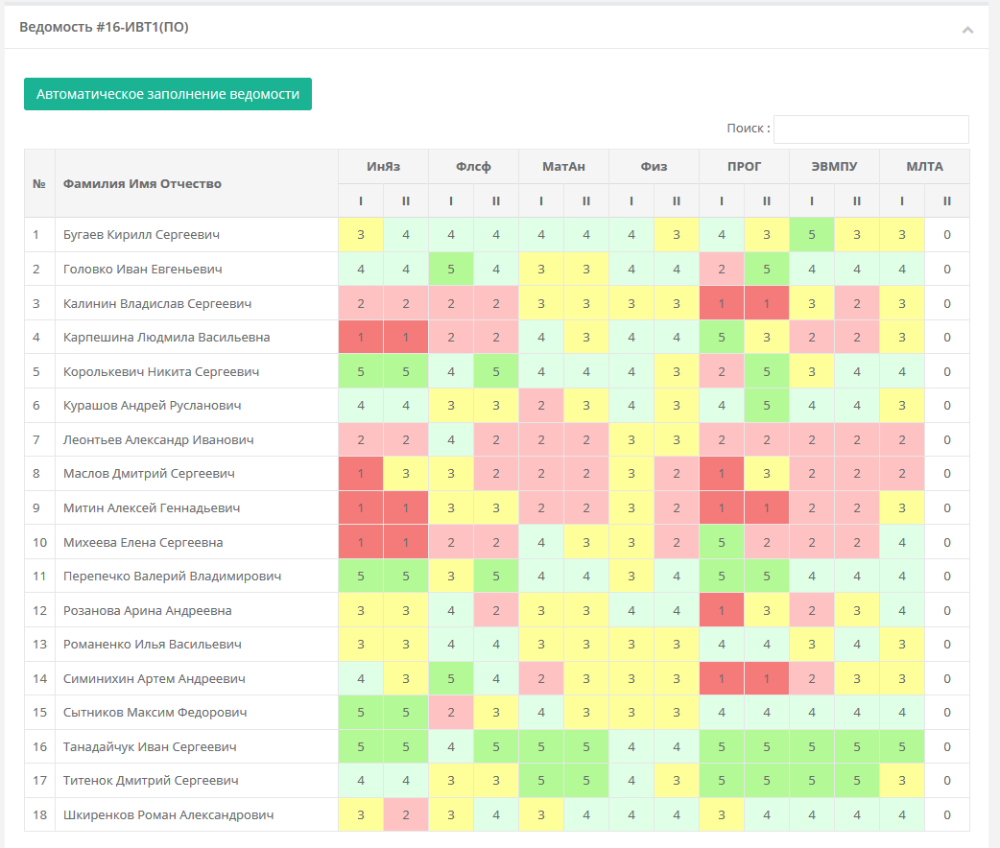 Ведомость #16-ИВТ1(ПО)
Автоматическое заполнение ведомости
Поиск :
№ Фамилия Имя Отчество ИнЯз Флсф МатАн Физ ПРОГ ЭВМПУ МЛТА
I II I II I II I II I II I II I II
1 Бугаев Кирилл Сергеевич 3 4 4 4 4 4 4 3 4 3 5 3 3 0
2 Головко Иван Евгеньевич 4 4 5 4 3 3 4 4 2 5 4 4 4 0
3 Калинин Владислав Сергеевич 2 2 2 2 3 3 3 3 1 1 3 2 3 0
4 Карпешина Людмила Васильевна 1 1 2 2 4 3 4 4 5 3 2 2 3 0
5 Королькевич Никита Сергеевич 5 5 4 5 4 4 4 3 2 5 3 4 4 0
6 Курашов Андрей Русланович 4 4 3 3 2 3 4 3 4 5 4 4 3 0
7 Леонтьев Александр Иванович 2 2 4 2 2 2 3 3 2 2 2 2 2 0
8 Маслов Дмитрий Сергеевич 1 3 3 2 2 2 3 2 1 3 2 2 2 0
9 Митин Алексей Геннадьевич 1 1 3 3 2 2 3 2 1 1 2 2 3 0
10 Михеева Елена Сергеевна 1 1 2 2 4 3 3 2 5 2 2 2 4 0
11 Перепечко Валерий Владимирович 5 5 3 5 4 4 3 4 5 5 4 4 4 0
12 Розанова Арина Андреевна 3 3 4 2 3 3 4 4 1 3 2 3 4 0
13 Романенко Илья Васильевич 3 3 4 4 3 3 3 3 4 4 3 4 3 0
14 Симинихин Артем Андреевич 4 3 5 4 2 3 3 3 1 1 2 3 3 0
15 Сытников Максим Федорович 5 5 2 3 4 3 3 3 4 4 4 4 4 0
16 Танадайчук Иван Сергеевич 5 5 4 5 5 5 4 4 5 5 5 5 5 0
17 Титенок Дмитрий Сергеевич 4 4 3 3 5 5 4 3 5 5 5 5 3 0
18 Шкиренков Роман Александрович 3 2 3 4 3 4 4 4 3 4 4 4 4 0